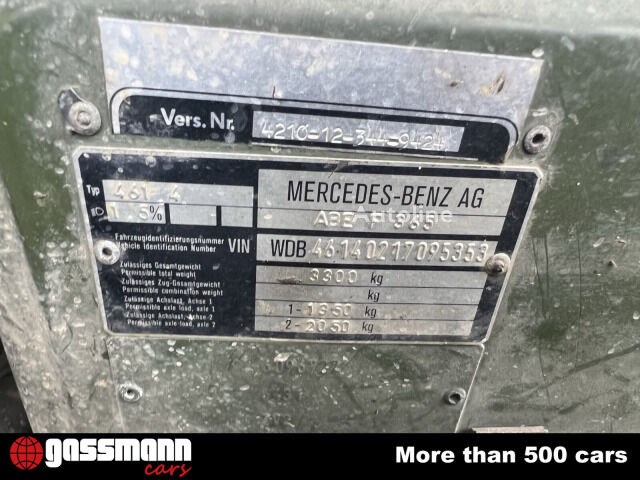 Vers.Nr. 4210-12-344-9424
Typ 461 4
1,5%
MERCEDES-BENZ AG
ABE
Autoline
Fahrzeugidentifizierungsnummer
Vehicle Identification Number VIN WDB 46140217095353
Zulässiges Gesamtgewicht
Permissible total weight 3300 kg
Zulässiges Zug-Gesamtgewicht
Permissible combination weight kg
Zulässige Achslast, Achse 1
Permissible axle load, axle 1 1-1350 kg
Zulässige Achslast, Achse 2
Permissible axle load, axle 2 2-2050 kg
gassmann cars
More than 500 cars